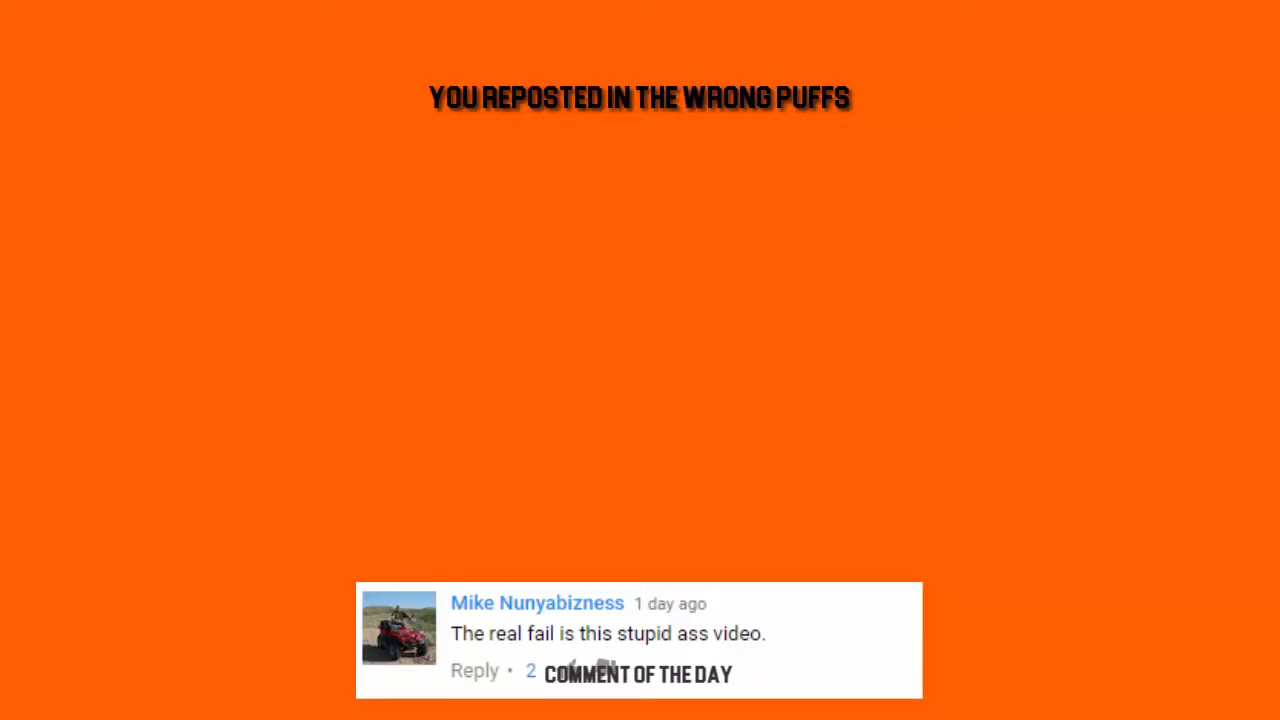 YOU REPOSTED IN THE WRONG PUFFS
Mike Nunyabizness 1 day ago
The real fail is this stupid ass video.
Reply • 2
COMMENT OF THE DAY